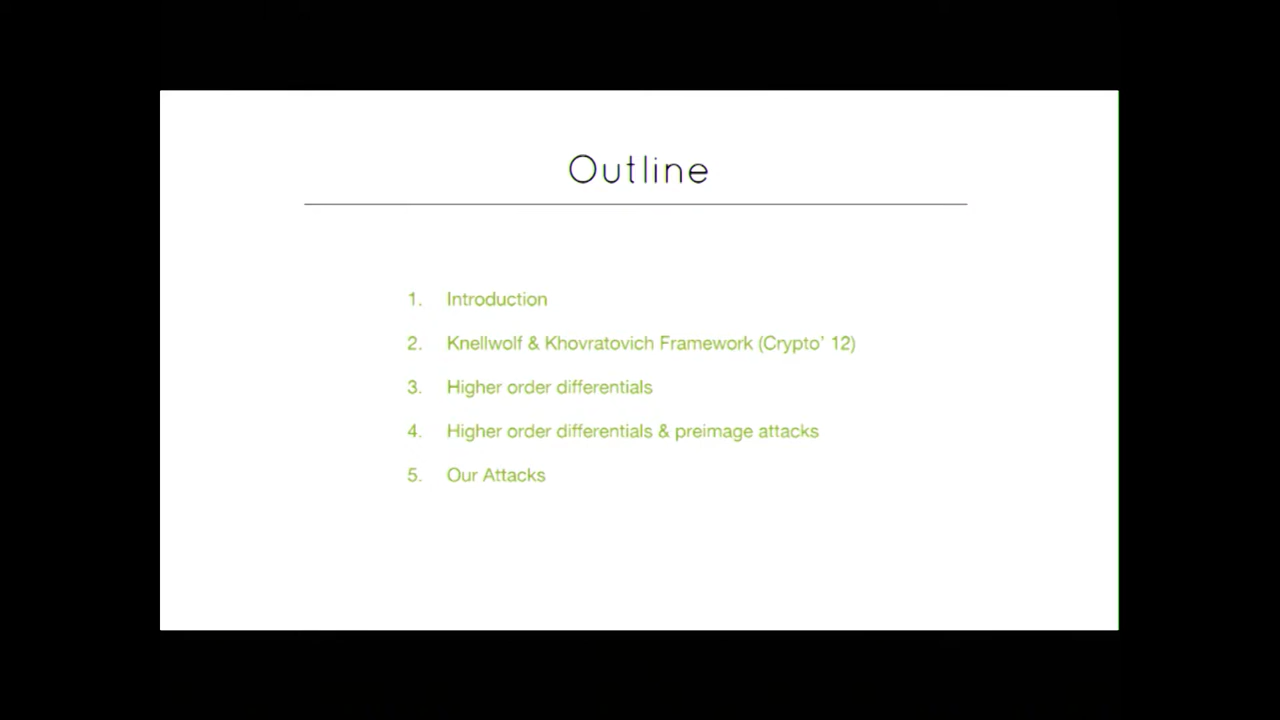 Outline
1. Introduction
2. Knellwolf & Khovratovich Framework (Crypto' 12)
3. Higher order differentials
4. Higher order differentials & preimage attacks
5. Our Attacks